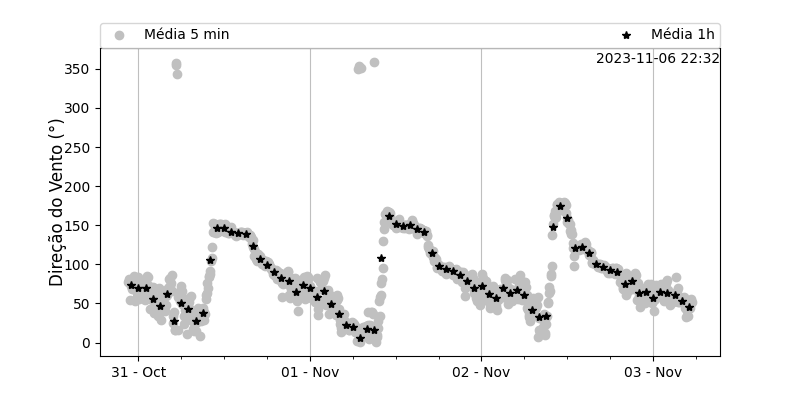 Média 5 min
Média 1h
2023-11-06 22:32
Direção do Vento (°)
350
300
250
200
150
100
50
0
31 - Oct
01 - Nov
02 - Nov
03 - Nov